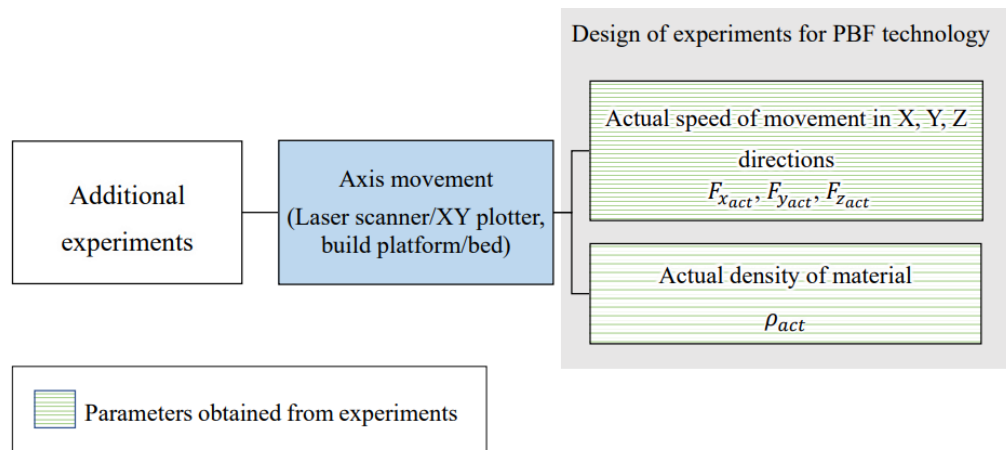 Design of experiments for PBF technology
Actual speed of movement in X, Y, Z
directions
F_{x_{act}}, F_{y_{act}}, F_{z_{act}}
Additional
experiments
Axis movement
(Laser scanner/XY plotter,
build platform/bed)
Actual density of material
ρ_{act}
Parameters obtained from experiments